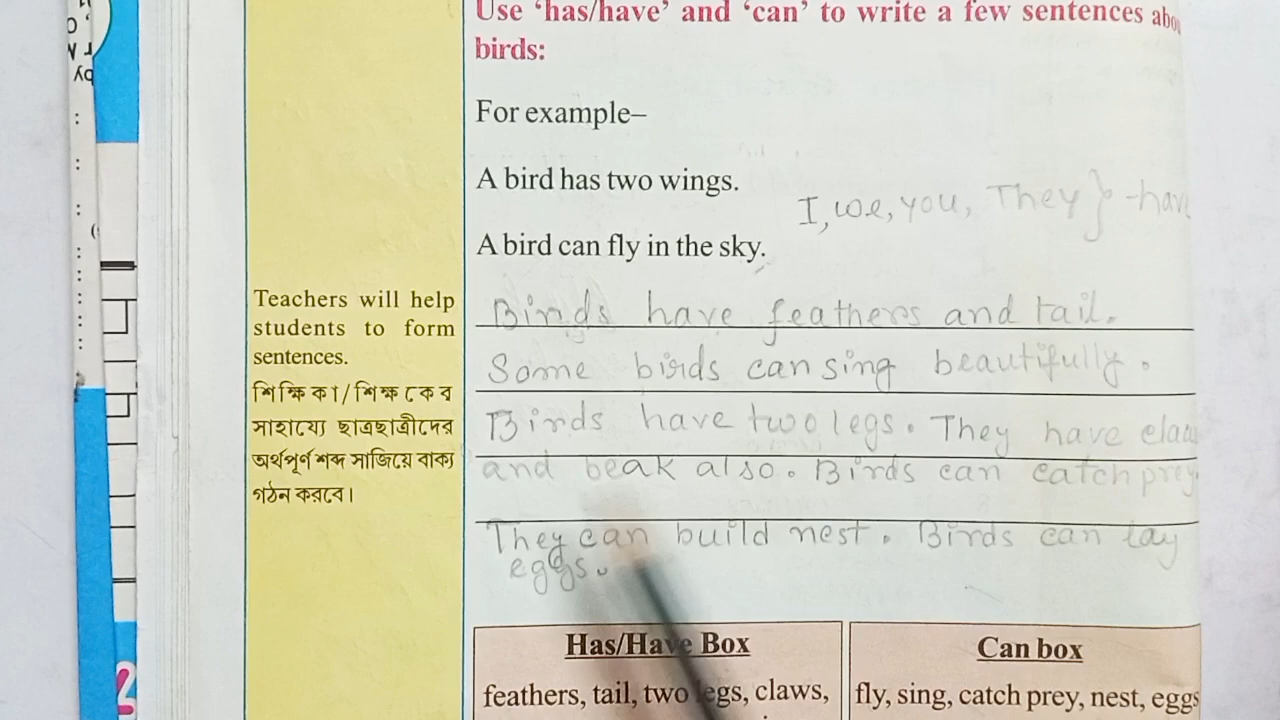 Use ‘has/have’ and ‘can’ to write a few sentences
birds:
For example–
A bird has two wings.
I, we, you, They } - have
A bird can fly in the sky.
Teachers will help
students to form
sentences.
শিক্ষিকা/শিক্ষকের
সাহায্যে ছাত্রছাত্রীদের
অর্থপূর্ণ শব্দ সাজিয়ে বাক্য
গঠন করবে।
Birds have feathers and tail.
Some birds can sing beautifully.
Birds have two legs. They have
and beak also. Birds can catch prey.
They can build nest. Birds can lay
eggs.
Has/Have Box
feathers, tail, two legs, claws,
Can box
fly, sing, catch prey, nest, eggs